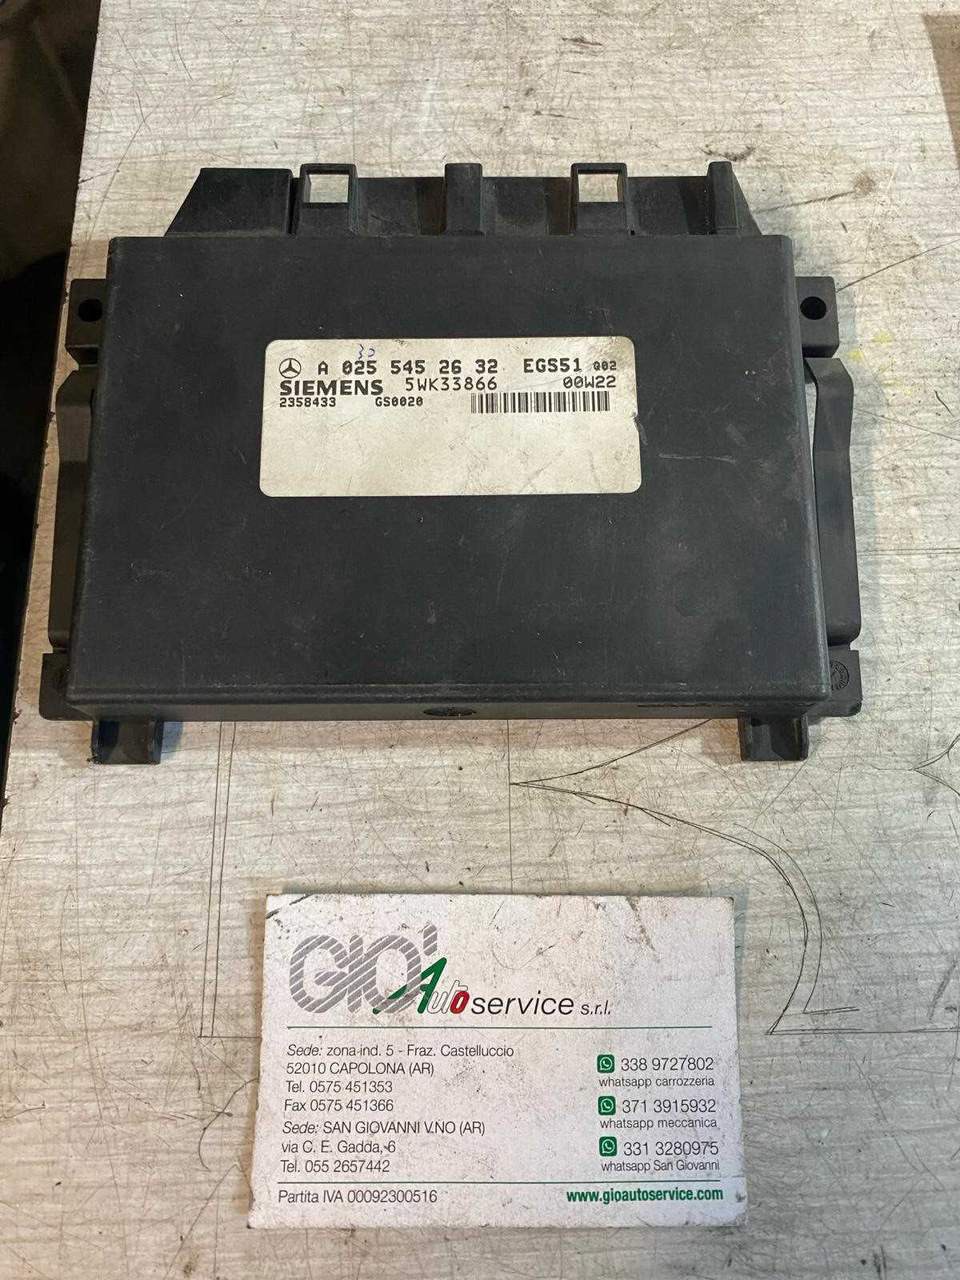 30
A 025 545 26 32 EGS51 Q02
SIEMENS 5WK33866 00W22
2358433 GS0020
GIO' Auto service s.r.l.
Sede: zona ind. 5 - Fraz. Castelluccio
52010 CAPOLONA (AR)
Tel. 0575 451353
Fax 0575 451366
Sede: SAN GIOVANNI V.NO (AR)
via C. E. Gadda, 6
Tel. 055 2657442
338 9727802
whatsapp carrozzeria
371 3915932
whatsapp meccanica
331 3280975
whatsapp San Giovanni
Partita IVA 00092300516
www.gioautoservice.com